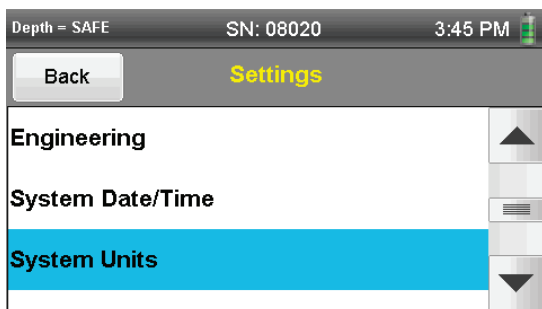 Depth = SAFE SN: 08020 3:45 PM
Back Settings
Engineering
System Date/Time
System Units